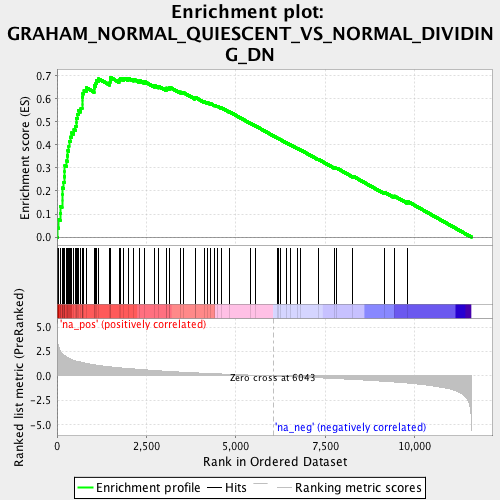 Enrichment plot:
GRAHAM_NORMAL_QUIESCENT_VS_NORMAL_DIVIDIN
G_DN
Enrichment score (ES)
0.7
0.6
0.5
0.4
0.3
0.2
0.1
0.0
Ranked list metric (PreRanked)
'na_pos' (positively correlated)
5.0
2.5
0.0
-2.5
-5.0
Zero cross at 6043
'na_neg' (negatively correlated)
0
2,500
5,000
7,500
10,000
Rank in Ordered Dataset
Enrichment profile
Hits
Ranking metric scores